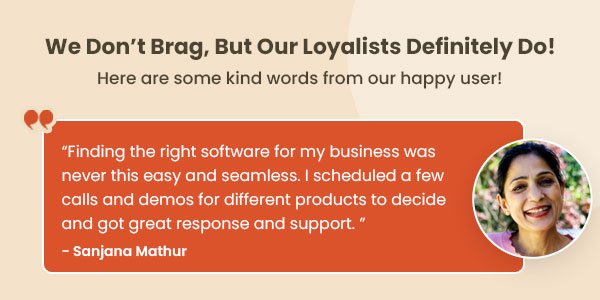 We Don’t Brag, But Our Loyalists Definitely Do!
Here are some kind words from our happy user!
“Finding the right software for my business was
never this easy and seamless. I scheduled a few
calls and demos for different products to decide
and got great response and support. ”
- Sanjana Mathur